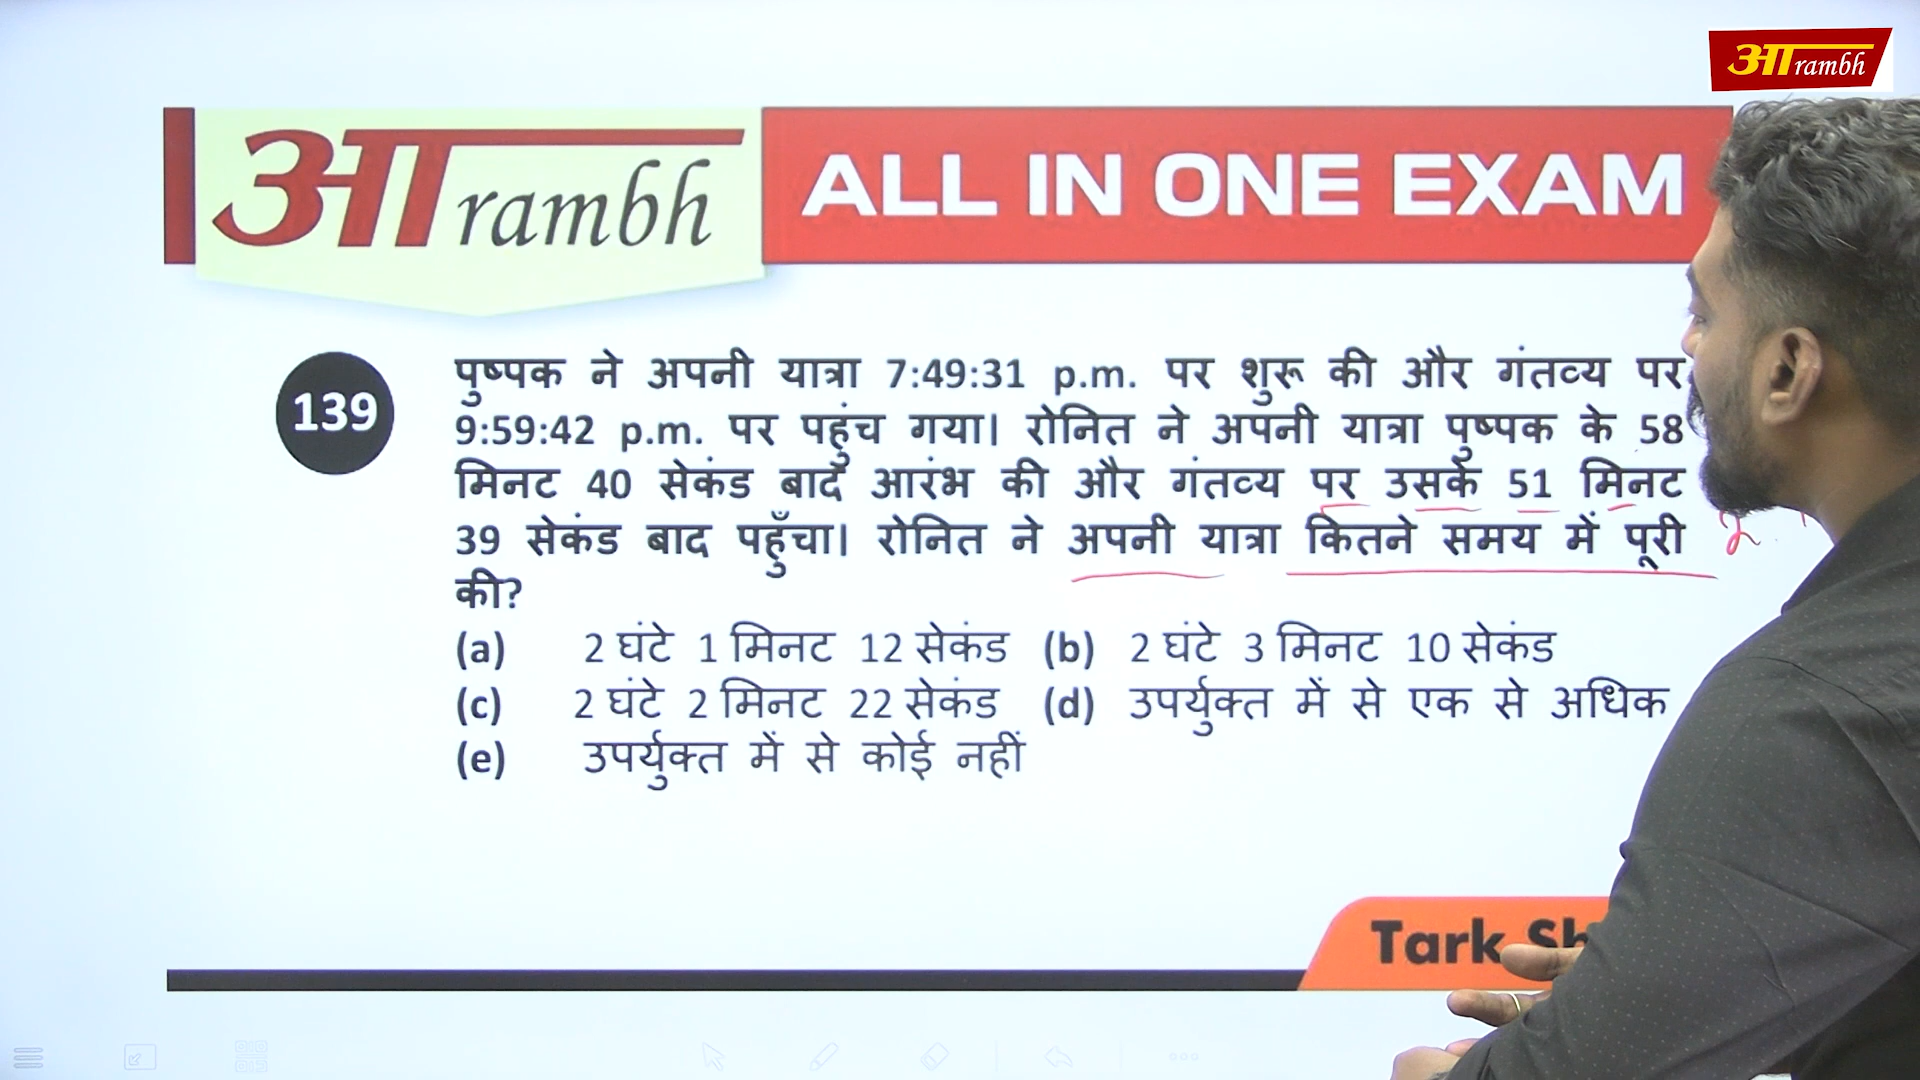 आrambh
आrambh ALL IN ONE EXAM
139 पुष्पक ने अपनी यात्रा 7:49:31 p.m. पर शुरू की और गंतव्य पर
9:59:42 p.m. पर पहुंच गया। रोनित ने अपनी यात्रा पुष्पक के 58
मिनट 40 सेकंड बाद आरंभ की और गंतव्य पर उसके 51 मिनट
39 सेकंड बाद पहुँचा। रोनित ने अपनी यात्रा कितने समय में पूरी
की?
(a) 2 घंटे 1 मिनट 12 सेकंड (b) 2 घंटे 3 मिनट 10 सेकंड
(c) 2 घंटे 2 मिनट 22 सेकंड (d) उपर्युक्त में से एक से अधिक
(e) उपर्युक्त में से कोई नहीं
Tark